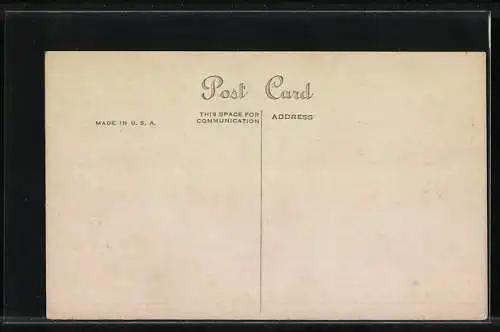 Post Card
MADE IN U. S. A.
THIS SPACE FOR
COMMUNICATION
ADDRESS